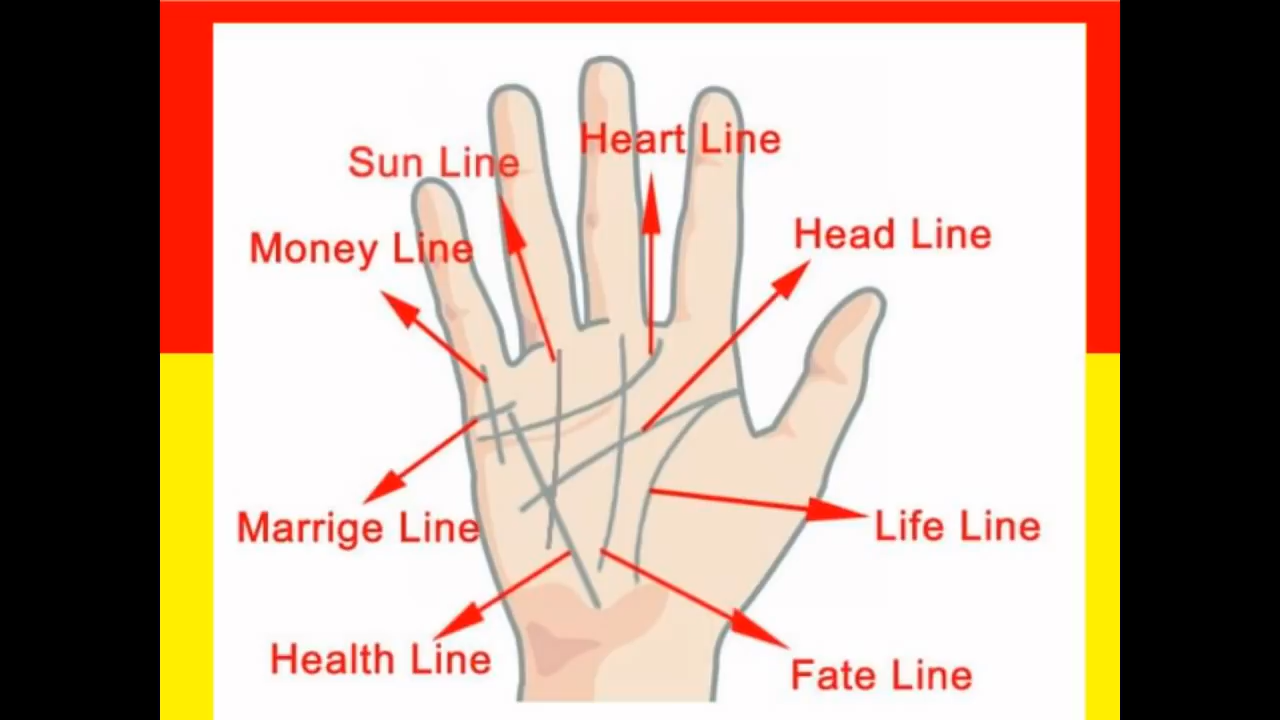 Heart Line
Sun Line
Money Line
Head Line
Marrige Line
Life Line
Health Line
Fate Line